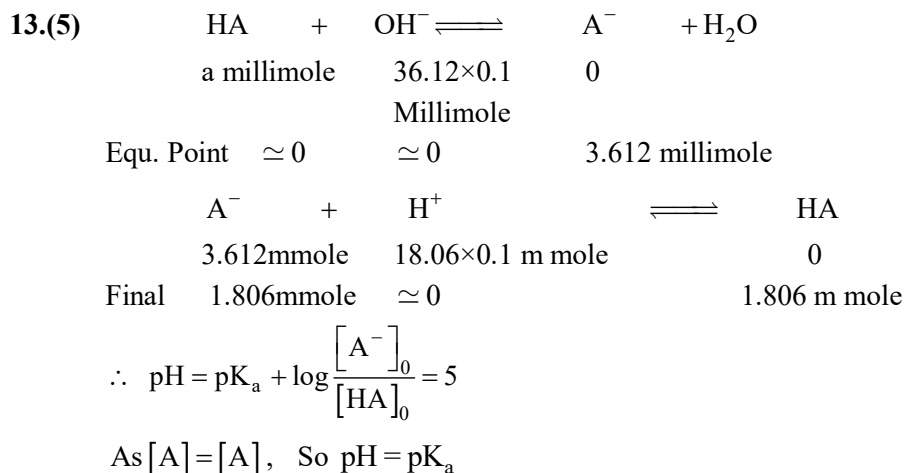 13.(5) HA + OH⁻ ⇌ A⁻ + H₂O
a millimole 36.12×0.1 0
Millimole
Equ. Point ≃ 0 ≃ 0 3.612 millimole
A⁻ + H⁺ ⇌ HA
3.612mmole 18.06×0.1 m mole 0
Final 1.806mmole ≃ 0 1.806 m mole
∴ pH = pKₐ + log [A⁻]₀ / [HA]₀ = 5
As [A] = [A] , So pH = pKₐ